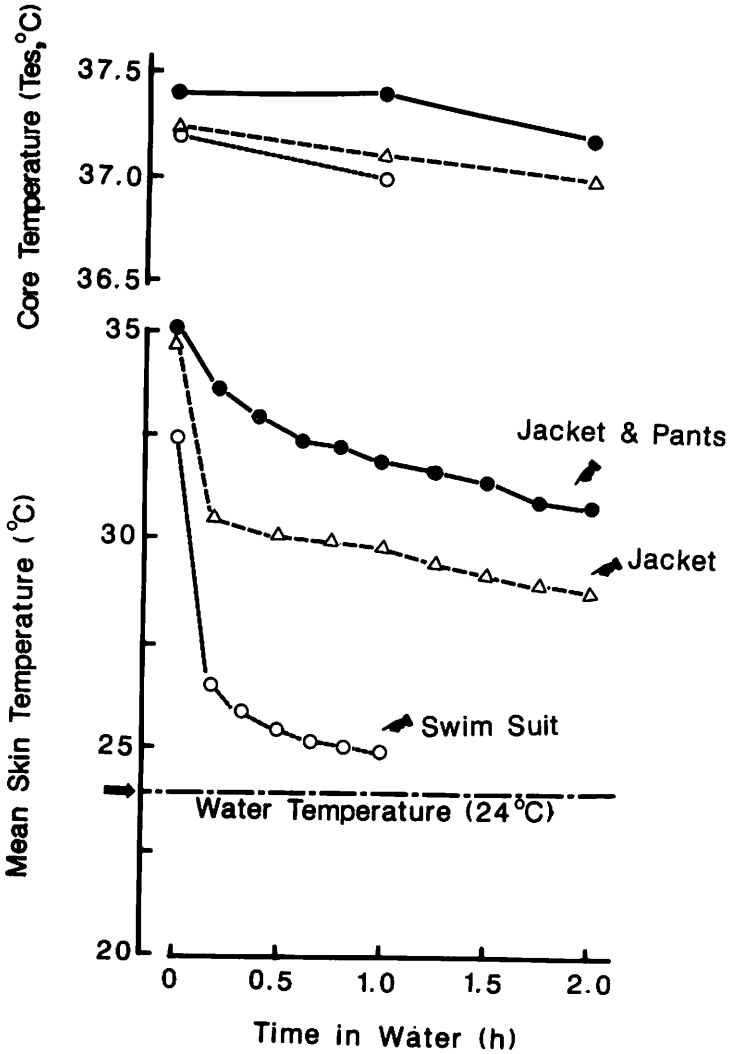 Core Temperature (Tes,°C)
37.5
37.0
36.5
Mean Skin Temperature (°C)
35
30
25
20
Jacket & Pants
Jacket
Swim Suit
Water Temperature (24°C)
0 0.5 1.0 1.5 2.0
Time in Water (h)